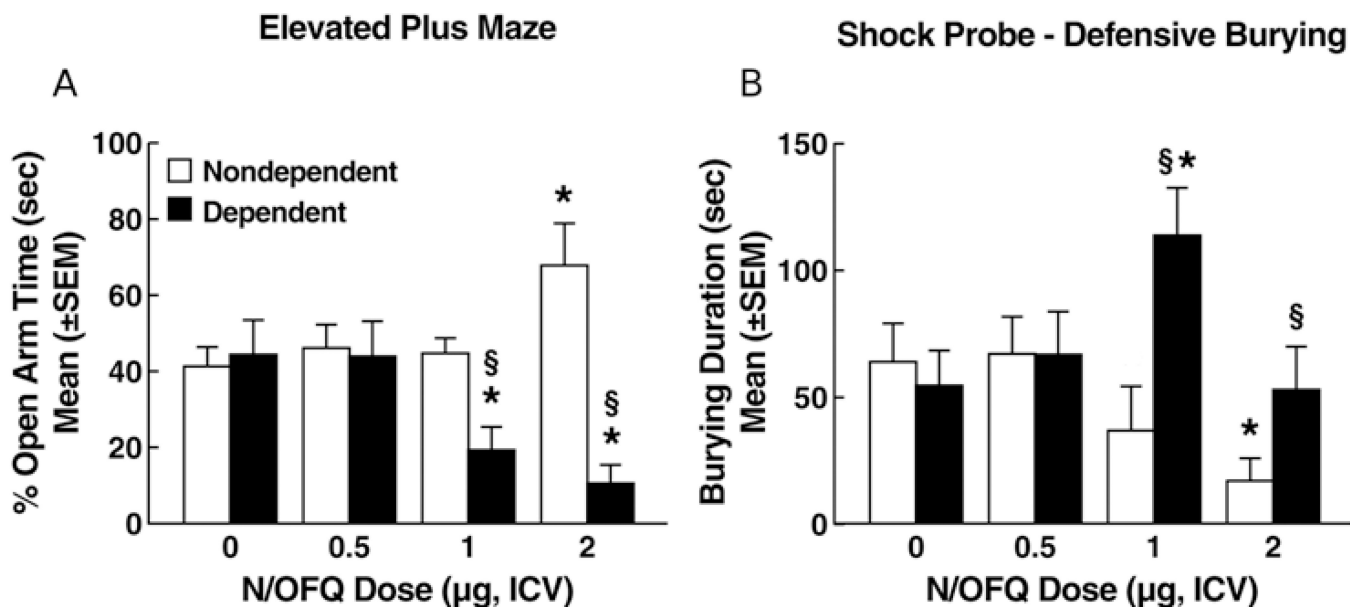 Elevated Plus Maze
A
% Open Arm Time (sec)
Mean (±SEM)
100
80
60
40
20
0
Nondependent
Dependent
*
§
*
§
*
0
0.5
1
2
N/OFQ Dose (µg, ICV)
Shock Probe - Defensive Burying
B
Burying Duration (sec)
Mean (±SEM)
150
100
50
0
§ *
*
§
0
0.5
1
2
N/OFQ Dose (µg, ICV)